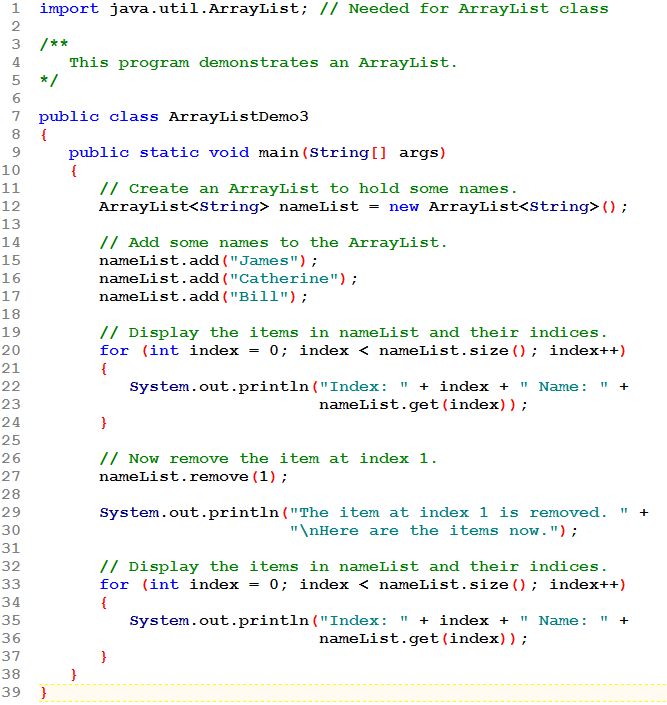 1 import java.util.ArrayList; // Needed for ArrayList class
2
3 /**
4    This program demonstrates an ArrayList.
5 */
6
7 public class ArrayListDemo3
8 {
9    public static void main(String[] args)
10    {
11       // Create an ArrayList to hold some names.
12       ArrayList<String> nameList = new ArrayList<String>();
13
14       // Add some names to the ArrayList.
15       nameList.add("James");
16       nameList.add("Catherine");
17       nameList.add("Bill");
18
19       // Display the items in nameList and their indices.
20       for (int index = 0; index < nameList.size(); index++)
21       {
22          System.out.println("Index: " + index + " Name: " +
23                             nameList.get(index));
24       }
25
26       // Now remove the item at index 1.
27       nameList.remove(1);
28
29       System.out.println("The item at index 1 is removed. " +
30                          "\nHere are the items now.");
31
32       // Display the items in nameList and their indices.
33       for (int index = 0; index < nameList.size(); index++)
34       {
35          System.out.println("Index: " + index + " Name: " +
36                             nameList.get(index));
37       }
38    }
39 }